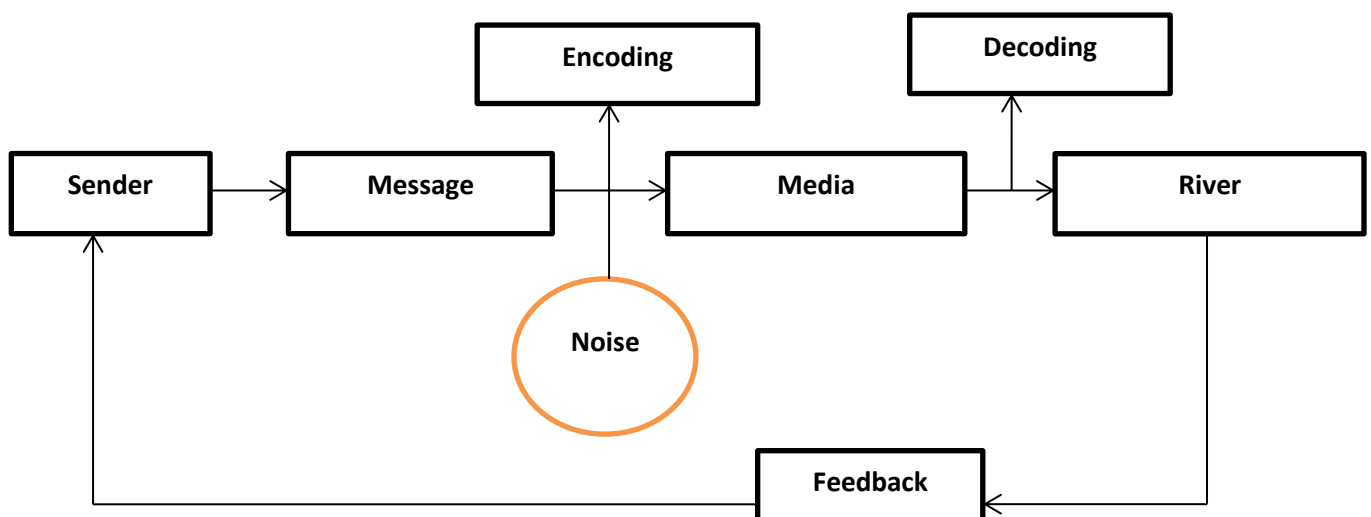 Encoding
Decoding
Sender
Message
Media
River
Noise
Feedback